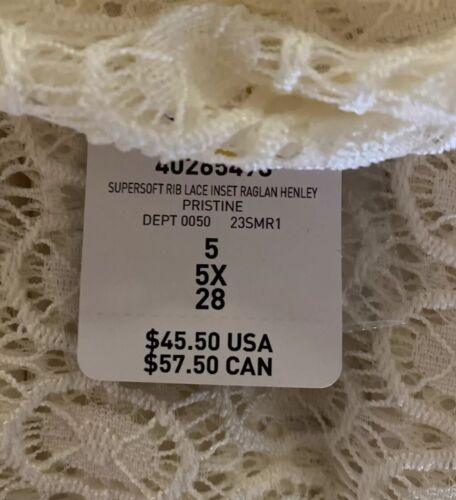 SUPERSOFT RIB LACE INSET RAGLAN HENLEY
PRISTINE
DEPT 0050 23SMR1
5
5X
28
$45.50 USA
$57.50 CAN